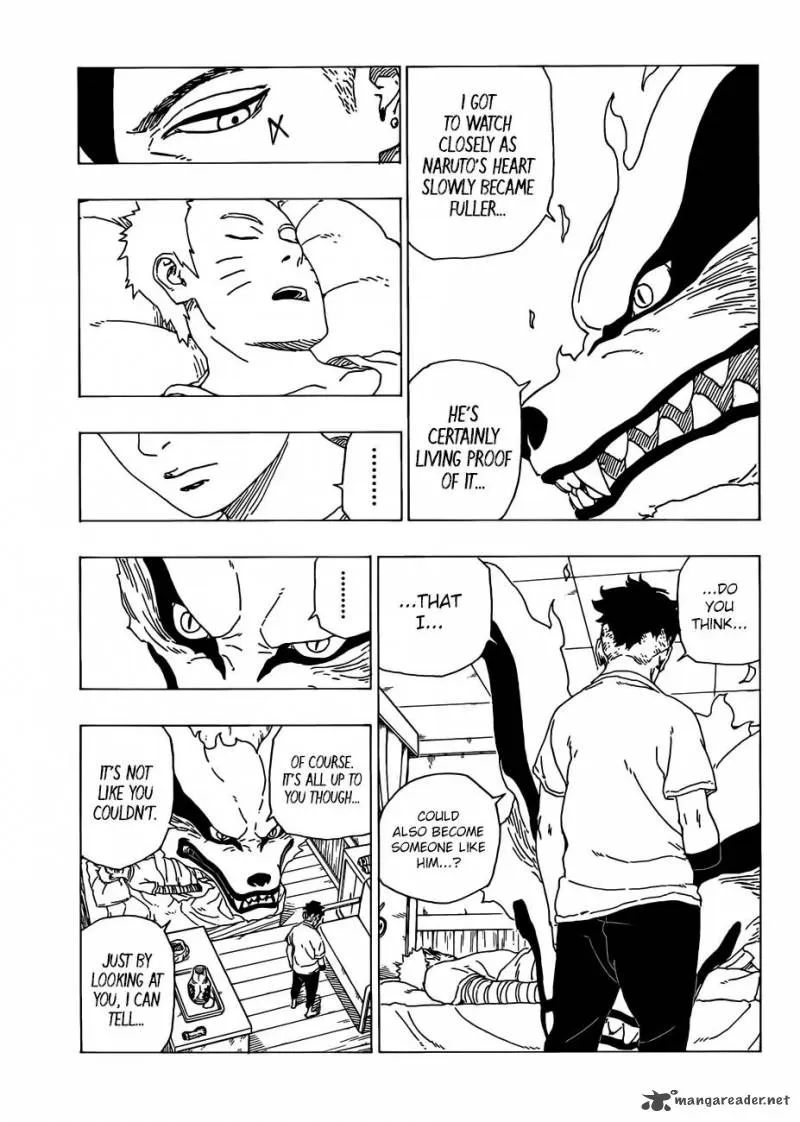 I GOT
TO WATCH
CLOSELY AS
NARUTO'S HEART
SLOWLY BECAME
FULLER...
HE'S
CERTAINLY
LIVING PROOF
OF IT...
.........
...DO
YOU
THINK...
...THAT
I...
COULD
ALSO BECOME
SOMEONE LIKE
HIM...?
........
OF COURSE.
IT'S ALL UP TO
YOU THOUGH...
IT'S NOT
LIKE YOU
COULDN'T.
JUST BY
LOOKING AT
YOU, I CAN
TELL...
mangareader.net